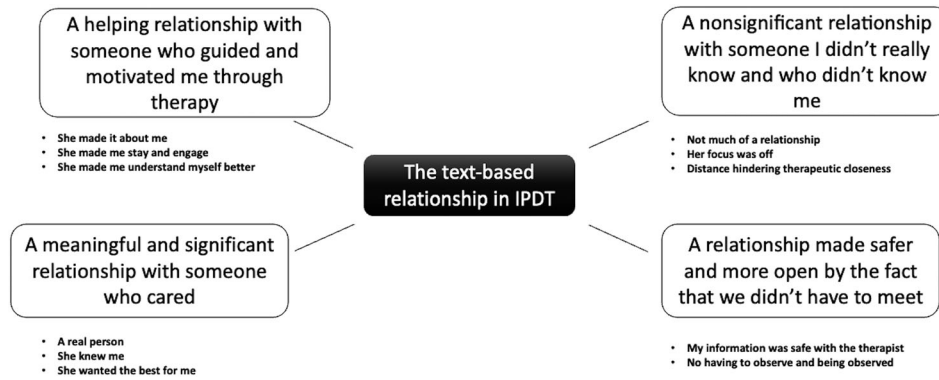 A helping relationship with
someone who guided and
motivated me through
therapy
• She made it about me
• She made me stay and engage
• She made me understand myself better
A nonsignificant relationship
with someone I didn't really
know and who didn't know
me
• Not much of a relationship
• Her focus was off
• Distance hindering therapeutic closeness
The text-based
relationship in IPDT
A meaningful and significant
relationship with someone
who cared
• A real person
• She knew me
• She wanted the best for me
A relationship made safer
and more open by the fact
that we didn't have to meet
• My information was safe with the therapist
• No having to observe and being observed